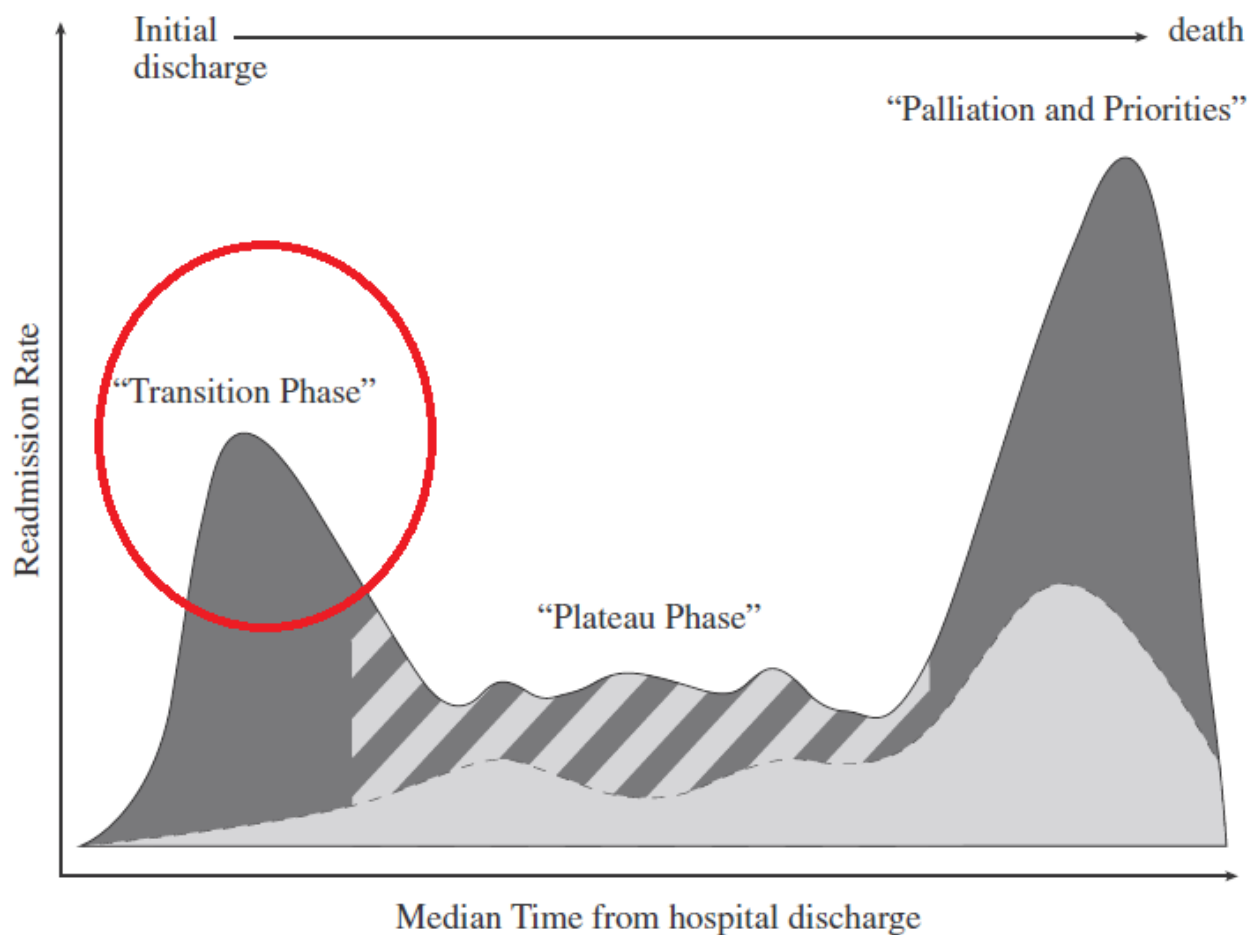 Initial
discharge
death
“Palliation and Priorities”
“Transition Phase”
“Plateau Phase”
Readmission Rate
Median Time from hospital discharge